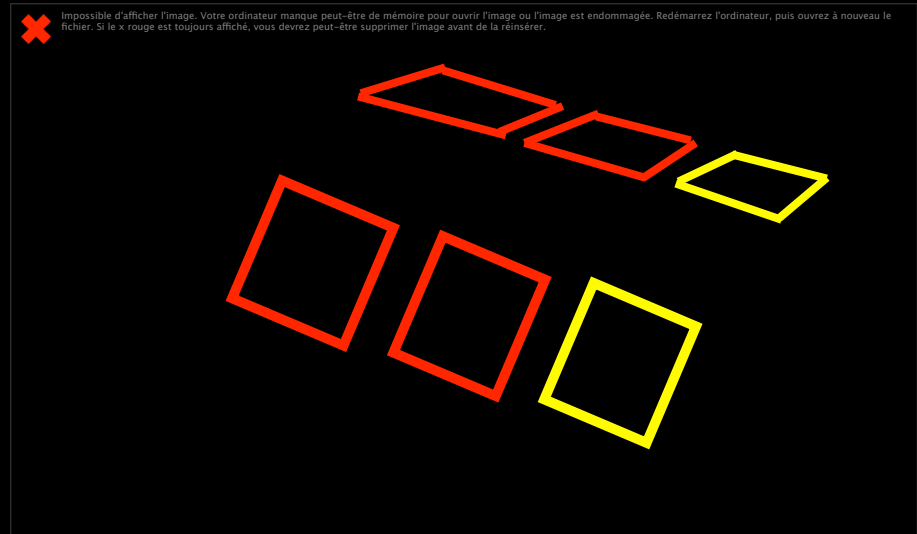 Impossible d'afficher l'image. Votre ordinateur manque peut-être de mémoire pour ouvrir l'image ou l'image est endommagée. Redémarrez l'ordinateur, puis ouvrez à nouveau le
fichier. Si le x rouge est toujours affiché, vous devrez peut-être supprimer l'image avant de la réinsérer.